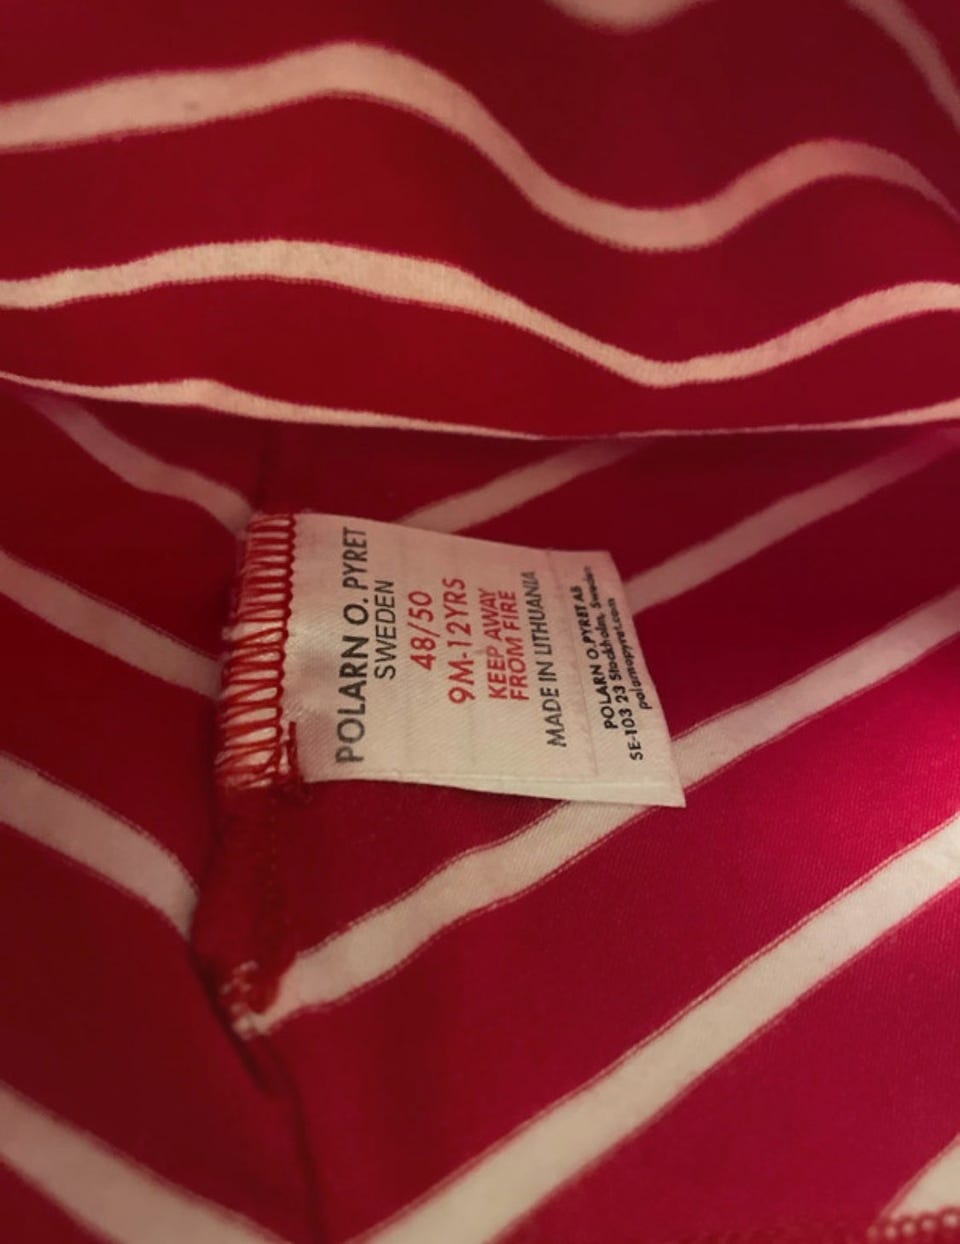 POLARN O. PYRET
SWEDEN
48/50
9M-12YRS
KEEP AWAY
FROM FIRE
MADE IN LITHUANIA
POLARN O.PYRET AB
SE-103 23 Stockholm, Sweden
polarnopyret.com